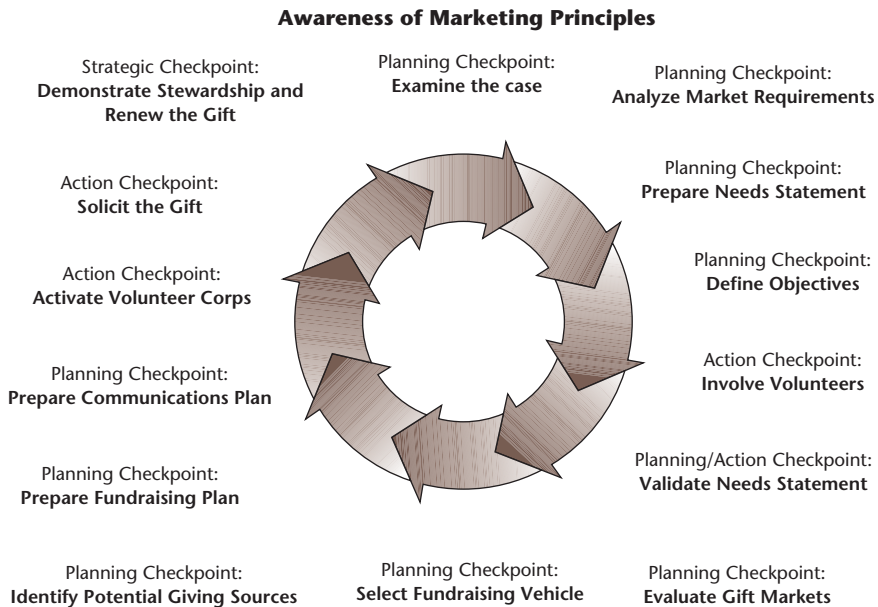 Awareness of Marketing Principles
Planning Checkpoint:
Examine the case
Planning Checkpoint:
Analyze Market Requirements
Planning Checkpoint:
Prepare Needs Statement
Planning Checkpoint:
Define Objectives
Action Checkpoint:
Involve Volunteers
Planning/Action Checkpoint:
Validate Needs Statement
Planning Checkpoint:
Evaluate Gift Markets
Planning Checkpoint:
Select Fundraising Vehicle
Planning Checkpoint:
Identify Potential Giving Sources
Planning Checkpoint:
Prepare Fundraising Plan
Planning Checkpoint:
Prepare Communications Plan
Action Checkpoint:
Activate Volunteer Corps
Action Checkpoint:
Solicit the Gift
Strategic Checkpoint:
Demonstrate Stewardship and
Renew the Gift